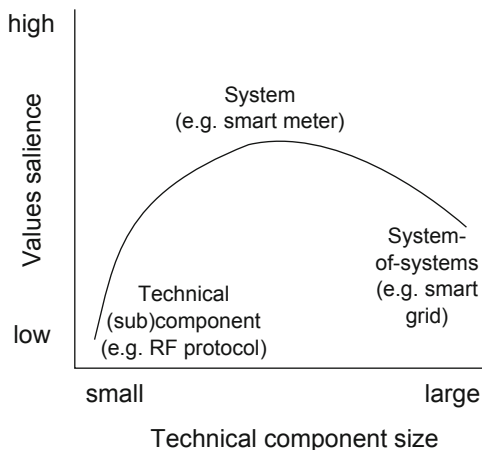 high
Values salience
low
System
(e.g. smart meter)
System-
of-systems
(e.g. smart
grid)
Technical
(sub)component
(e.g. RF protocol)
small
large
Technical component size